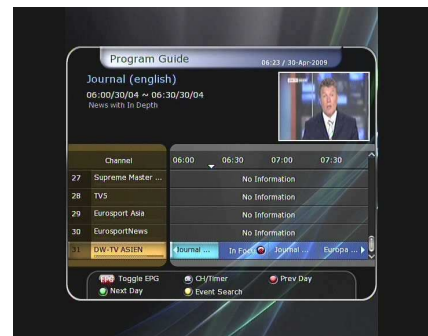 Program Guide
06:23 / 30-Apr-2009
Journal (english)
06:00/30/04 ~ 06:30/30/04
News with In Depth
Channel 06:00 06:30 07:00 07:30
27 Supreme Master ... No Information
28 TV5 No Information
29 Eurosport Asia No Information
30 EurosportNews No Information
31 DW-TV ASIEN Journal ... In Focus Journal ... Europa ...
EPG Toggle EPG CH/Timer Prev Day
Next Day Event Search